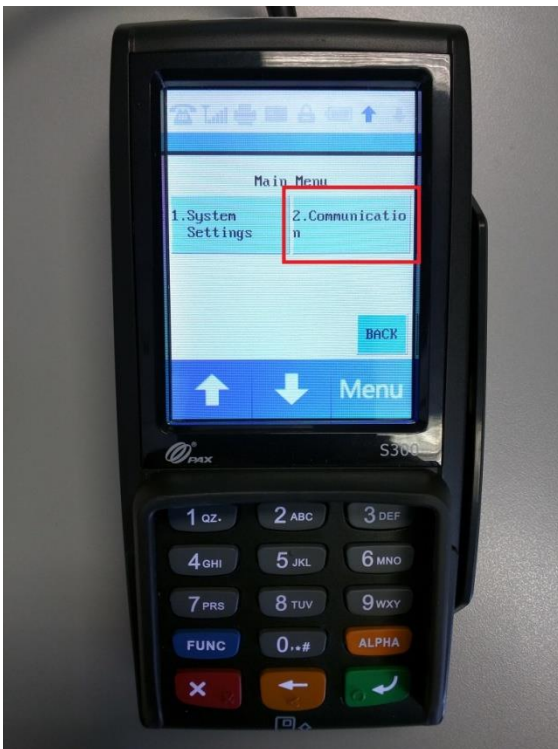 Main Menu
1.System
Settings
2.Communicatio
n
BACK
Menu
PAX
S300
1 QZ.
2 ABC
3 DEF
4 GHI
5 JKL
6 MNO
7 PRS
8 TUV
9 WXY
FUNC
0,*#
ALPHA